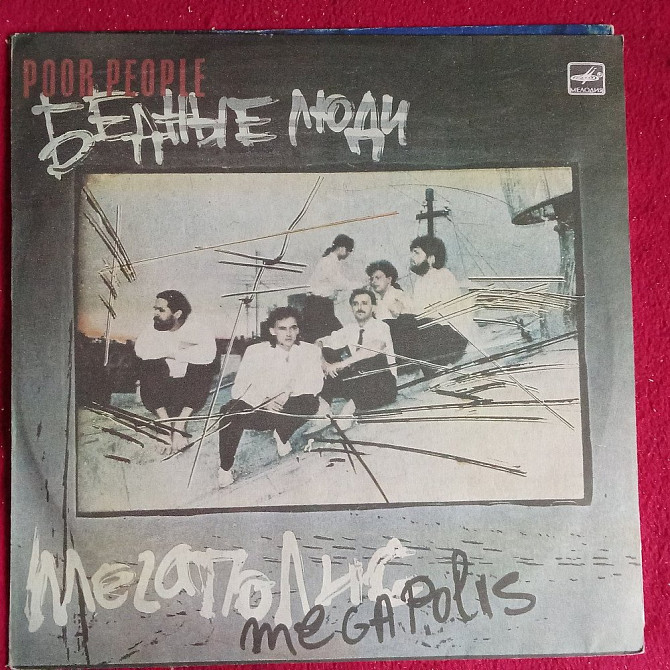 POOR PEOPLE
БЕДНЫЕ ЛЮДИ
МЕЛОДИЯ
мегаполис
meGAPOLIS